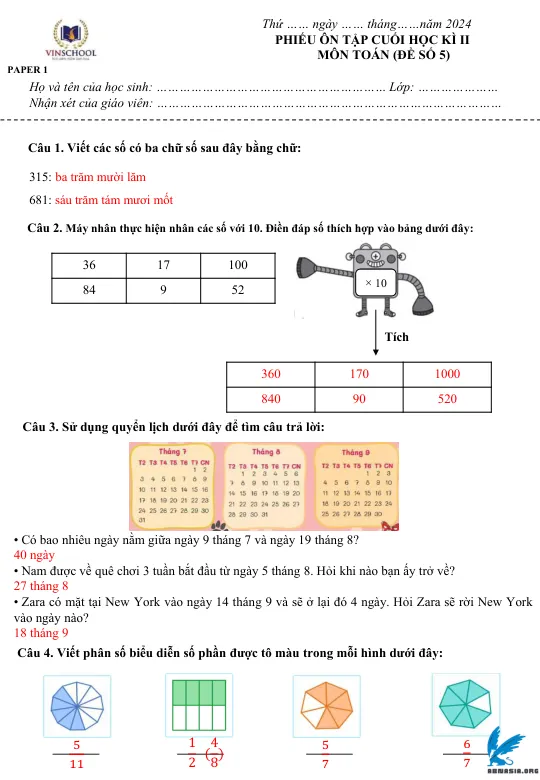 Thứ …… ngày …… tháng……năm 2024
PHIẾU ÔN TẬP CUỐI HỌC KÌ II
MÔN TOÁN (ĐỀ SỐ 5)
VINSCHOOL
PAPER 1
Họ và tên của học sinh: …………………………………………………… Lớp: …………………
Nhận xét của giáo viên: ………………………………………………………………………………
Câu 1. Viết các số có ba chữ số sau đây bằng chữ:
315: ba trăm mười lăm
681: sáu trăm tám mươi mốt
Câu 2. Máy nhân thực hiện nhân các số với 10. Điền đáp số thích hợp vào bảng dưới đây:
36 17 100
84 9 52
× 10
Tích
360 170 1000
840 90 520
Câu 3. Sử dụng quyển lịch dưới đây để tìm câu trả lời:
Tháng 7 Tháng 8 Tháng 9
T2 T3 T4 T5 T6 T7 CN T2 T3 T4 T5 T6 T7 CN T2 T3 T4 T5 T6 T7 CN
1 2 1 2 3 4 5 6 1 2 3
3 4 5 6 7 8 9 7 8 9 10 11 12 13 4 5 6 7 8 9 10
10 11 12 13 14 15 16 14 15 16 17 18 19 20 11 12 13 14 15 16 17
17 18 19 20 21 22 23 21 22 23 24 25 26 27 18 19 20 21 22 23 24
24 25 26 27 28 29 30 28 29 30 31 25 26 27 28 29 30
31
• Có bao nhiêu ngày nằm giữa ngày 9 tháng 7 và ngày 19 tháng 8?
40 ngày
• Nam được về quê chơi 3 tuần bắt đầu từ ngày 5 tháng 8. Hỏi khi nào bạn ấy trở về?
27 tháng 8
• Zara có mặt tại New York vào ngày 14 tháng 9 và sẽ ở lại đó 4 ngày. Hỏi Zara sẽ rời New York
vào ngày nào?
18 tháng 9
Câu 4. Viết phân số biểu diễn số phần được tô màu trong mỗi hình dưới đây:
5/11 1/2 (4/8) 5/7 6/7
ANNASIA.ORG